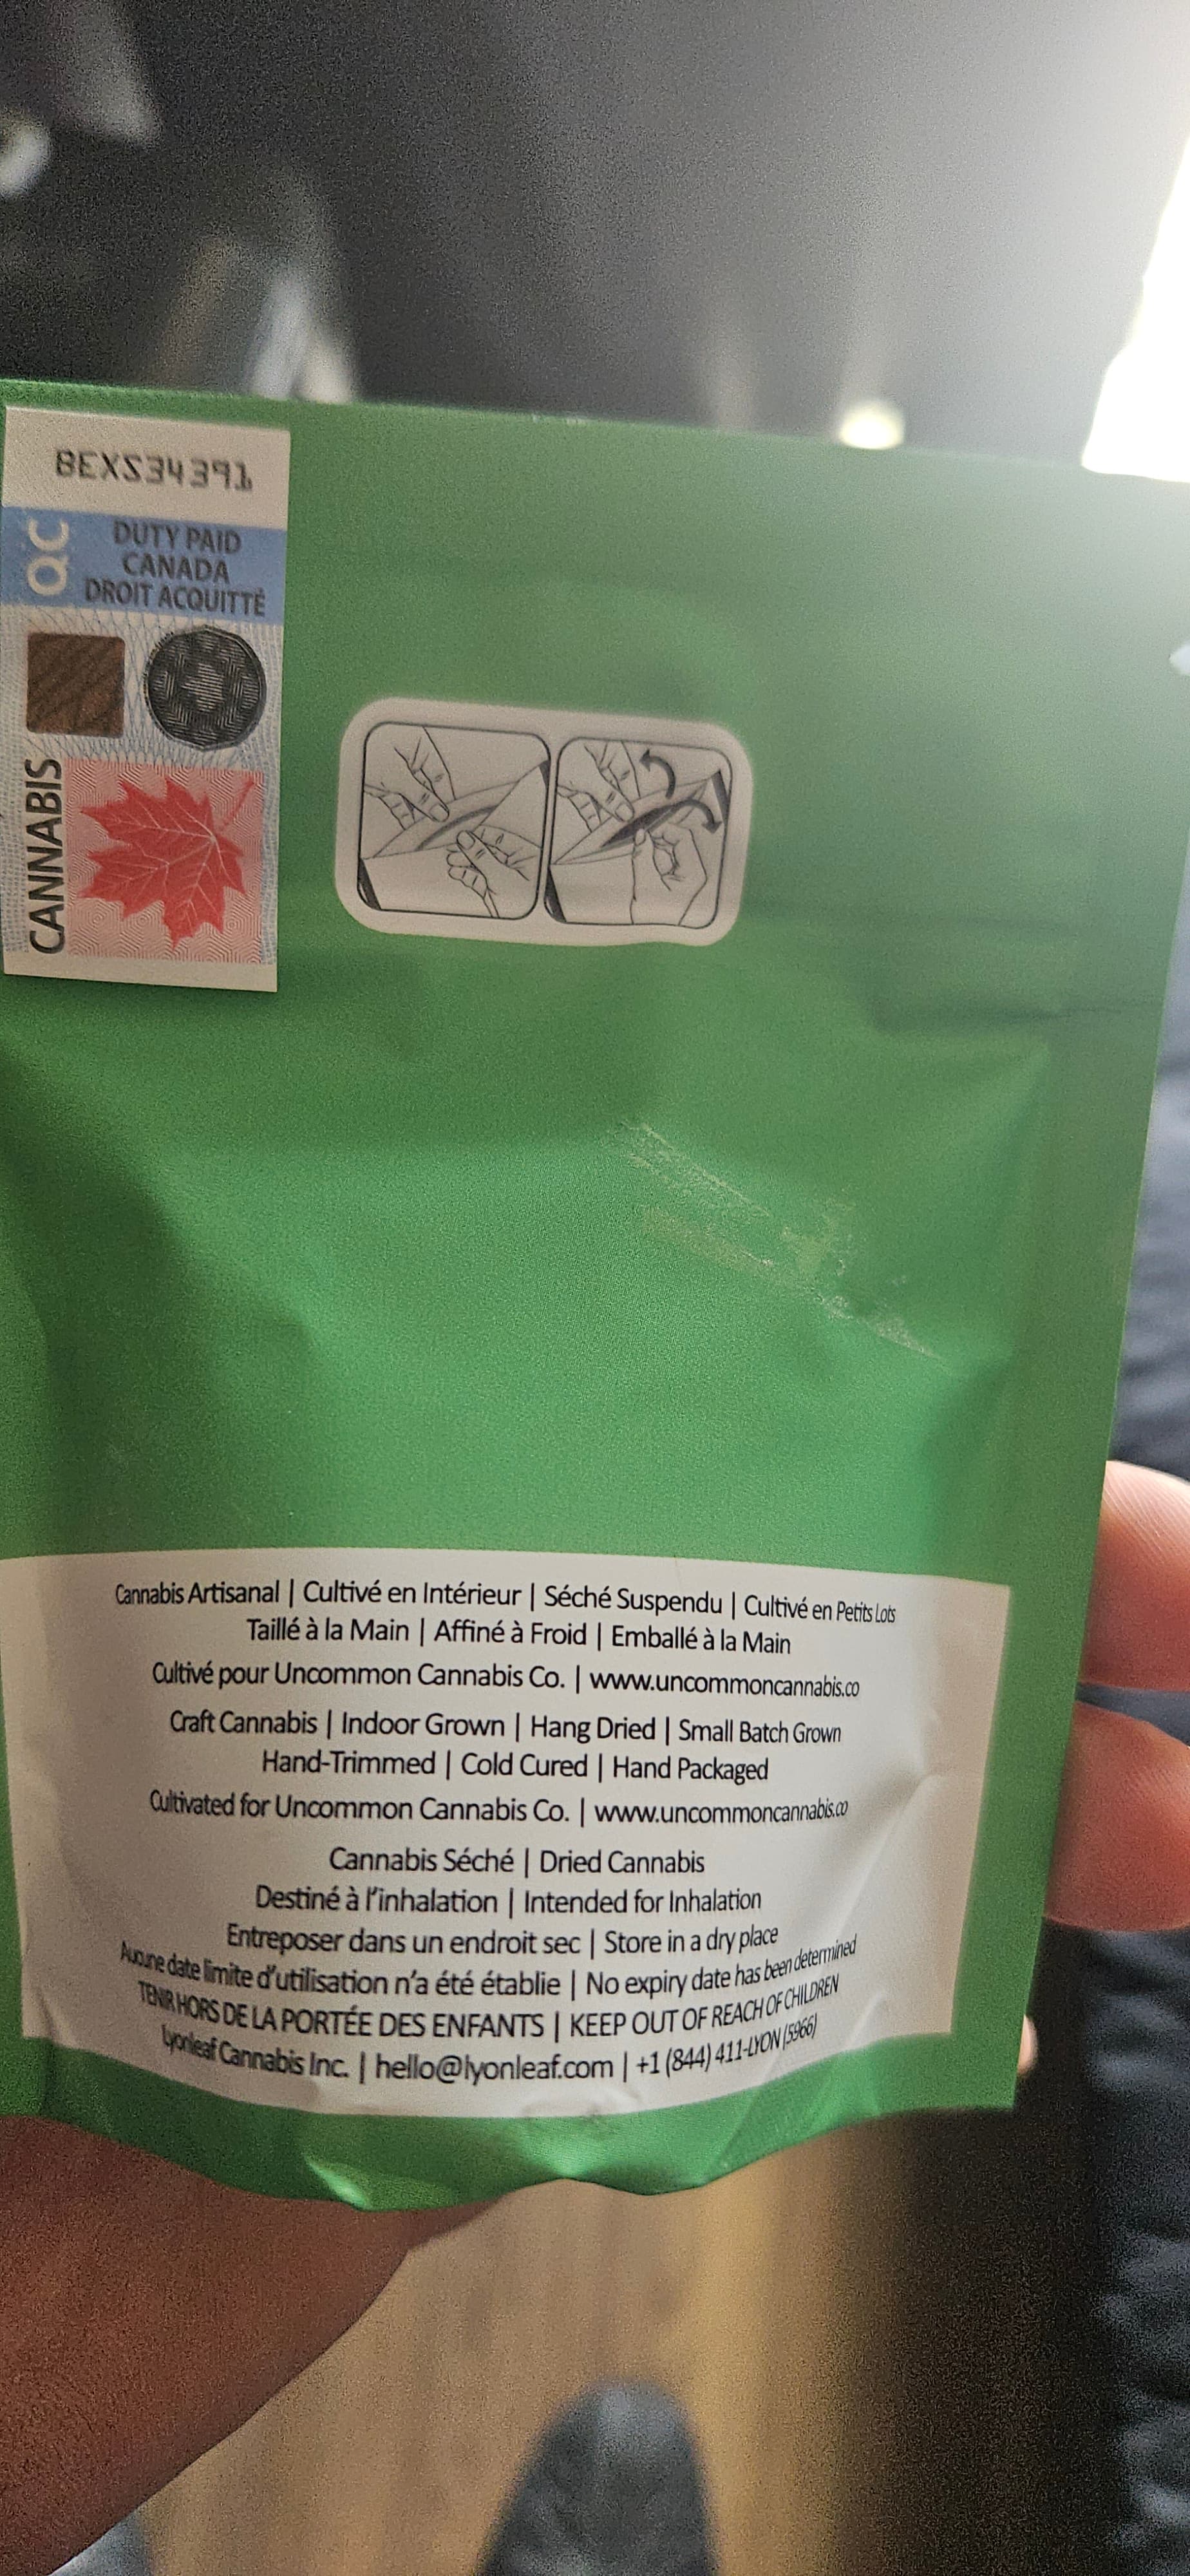 BEXS34391
QC
DUTY PAID
CANADA
DROIT ACQUITTÉ
CANNABIS
Cannabis Artisanal | Cultivé en Intérieur | Séché Suspendu | Cultivé en Petits Lots
Taillé à la Main | Affiné à Froid | Emballé à la Main
Cultivé pour Uncommon Cannabis Co. | www.uncommoncannabis.co
Craft Cannabis | Indoor Grown | Hang Dried | Small Batch Grown
Hand-Trimmed | Cold Cured | Hand Packaged
Cultivated for Uncommon Cannabis Co. | www.uncommoncannabis.co
Cannabis Séché | Dried Cannabis
Destiné à l'inhalation | Intended for Inhalation
Entreposer dans un endroit sec | Store in a dry place
Aucune date limite d'utilisation n'a été établie | No expiry date has been determined
TENIR HORS DE LA PORTÉE DES ENFANTS | KEEP OUT OF REACH OF CHILDREN
Lyonleaf Cannabis Inc. | hello@lyonleaf.com | +1 (844) 411-LYON (5966)